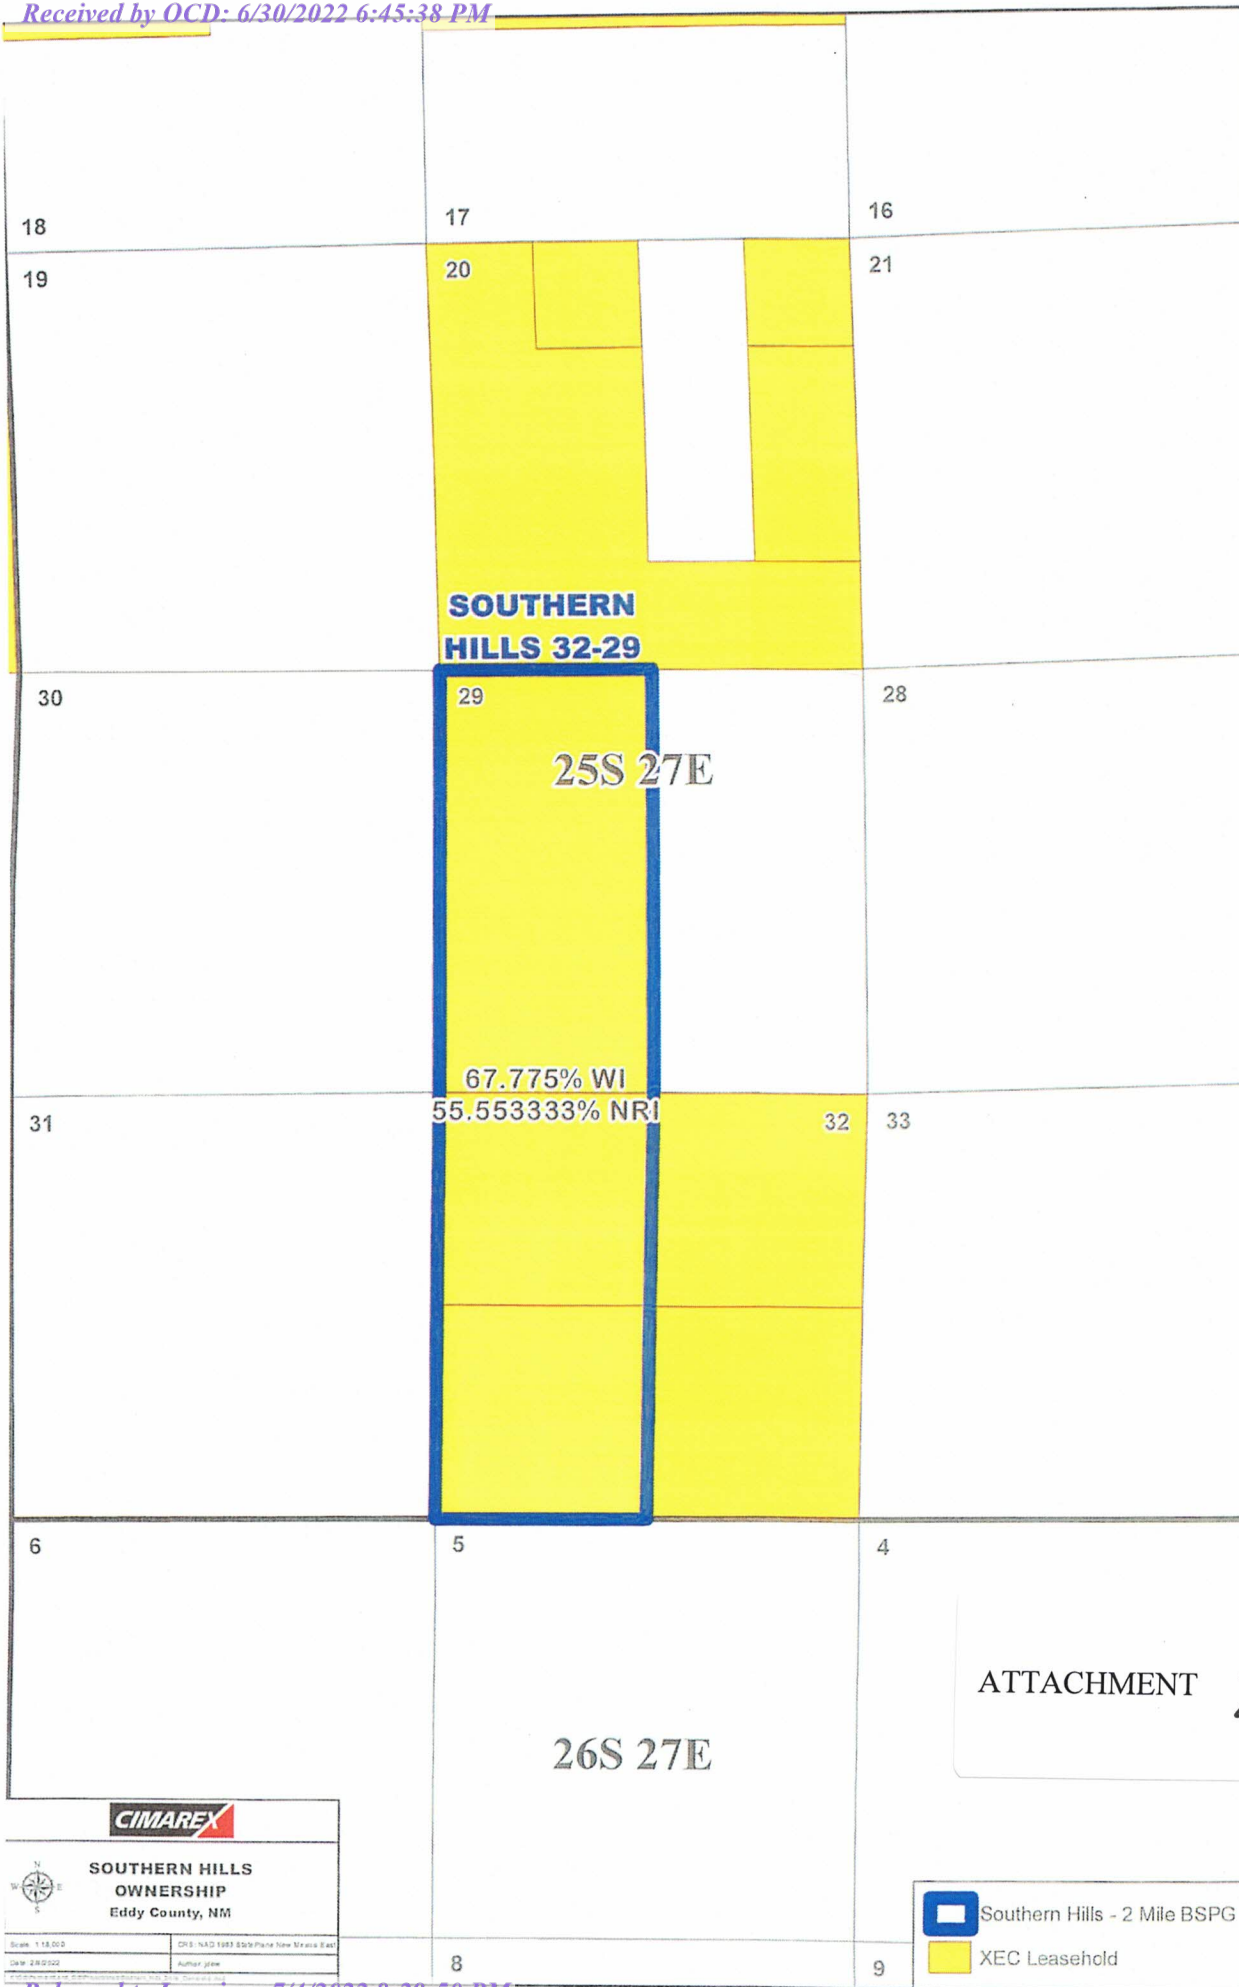 Received by OCD: 6/30/2022 6:45:38 PM
18
17
16
19
20
21
SOUTHERN
HILLS 32-29
30
29
28
25S 27E
67.775% WI
55.553333% NRI
31
32
33
6
5
4
ATTACHMENT
26S 27E
CIMAREX
N
W E
S
SOUTHERN HILLS
OWNERSHIP
Eddy County, NM
Southern Hills - 2 Mile BSPG
XEC Leasehold
8
9